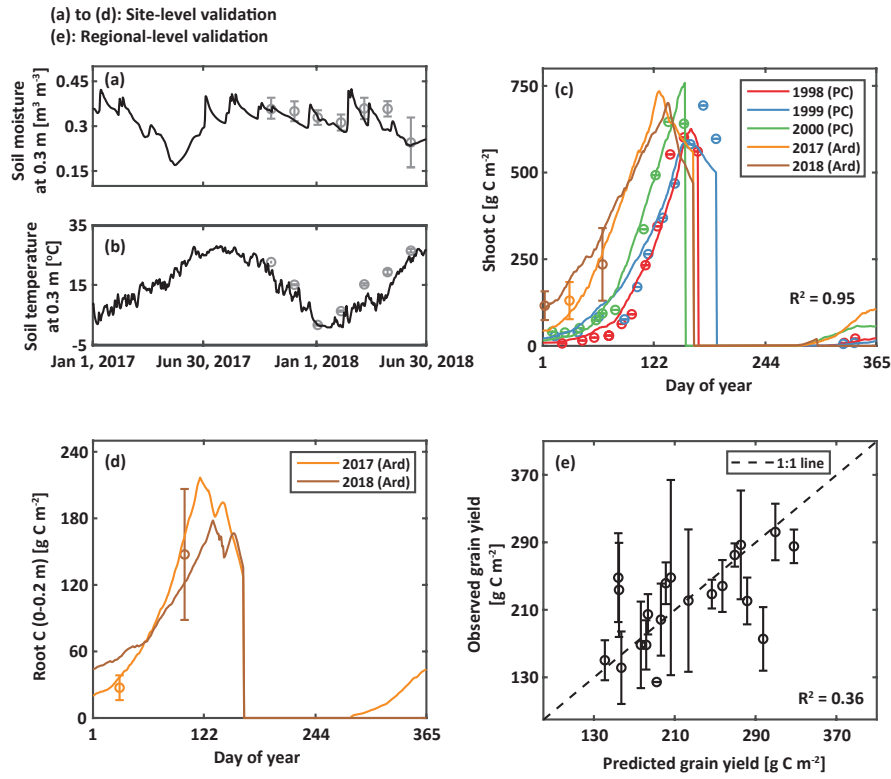 (a) to (d): Site-level validation
(e): Regional-level validation
(a)
Soil moisture
at 0.3 m [m³ m⁻³]
0.45
0.3
0.15
(b)
Soil temperature
at 0.3 m [°C]
35
15
-5
Jan 1, 2017
Jun 30, 2017
Jan 1, 2018
Jun 30, 2018
(c)
Shoot C [g C m⁻²]
750
500
250
0
1998 (PC)
1999 (PC)
2000 (PC)
2017 (Ard)
2018 (Ard)
R² = 0.95
1
122
244
365
Day of year
(d)
Root C (0-0.2 m) [g C m⁻²]
240
180
120
60
0
2017 (Ard)
2018 (Ard)
1
122
244
365
Day of year
(e)
Observed grain yield
[g C m⁻²]
370
290
210
130
1:1 line
R² = 0.36
130
210
290
370
Predicted grain yield [g C m⁻²]